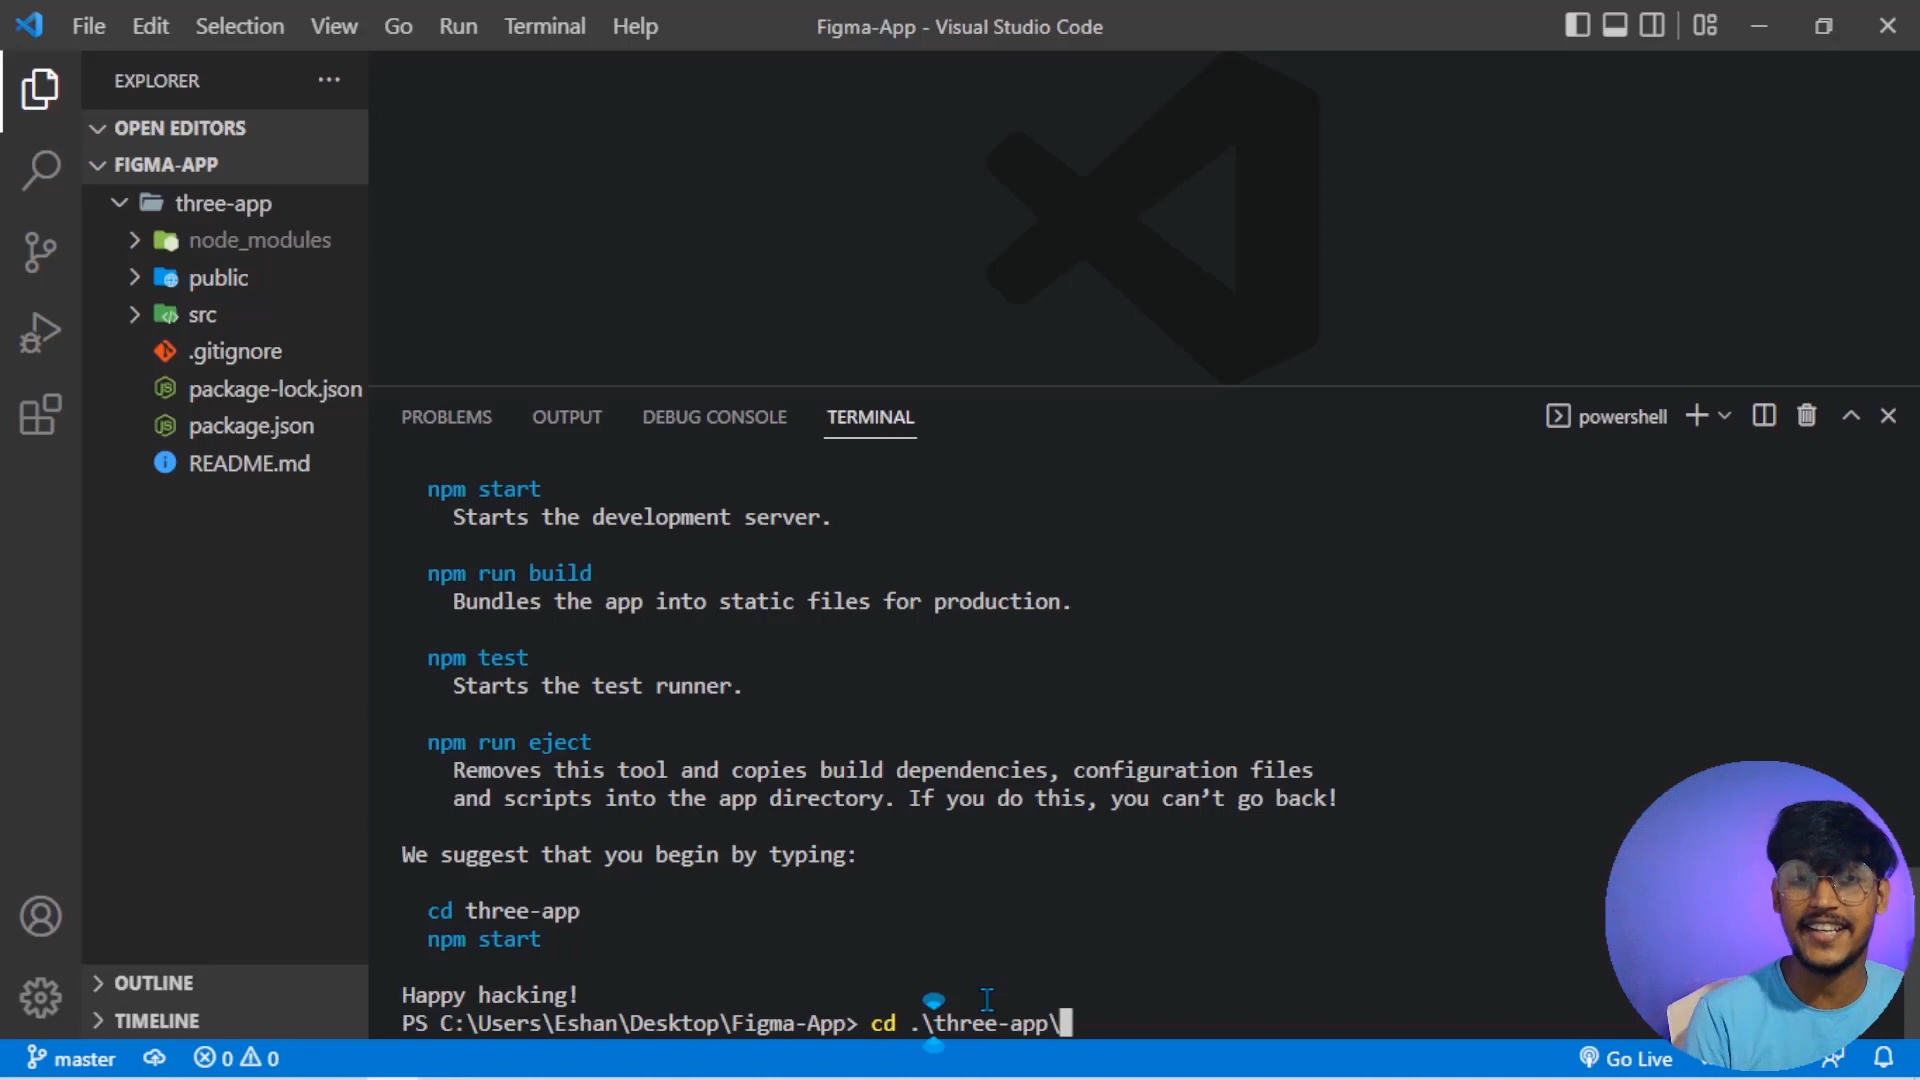 File Edit Selection View Go Run Terminal Help
Figma-App - Visual Studio Code
EXPLORER
OPEN EDITORS
FIGMA-APP
three-app
node_modules
public
src
.gitignore
package-lock.json
package.json
README.md
OUTLINE
TIMELINE
PROBLEMS OUTPUT DEBUG CONSOLE TERMINAL
powershell
npm start
Starts the development server.
npm run build
Bundles the app into static files for production.
npm test
Starts the test runner.
npm run eject
Removes this tool and copies build dependencies, configuration files
and scripts into the app directory. If you do this, you can’t go back!
We suggest that you begin by typing:
cd three-app
npm start
Happy hacking!
PS C:\Users\Eshan\Desktop\Figma-App> cd .\three-app\
master 0 0
Go Live